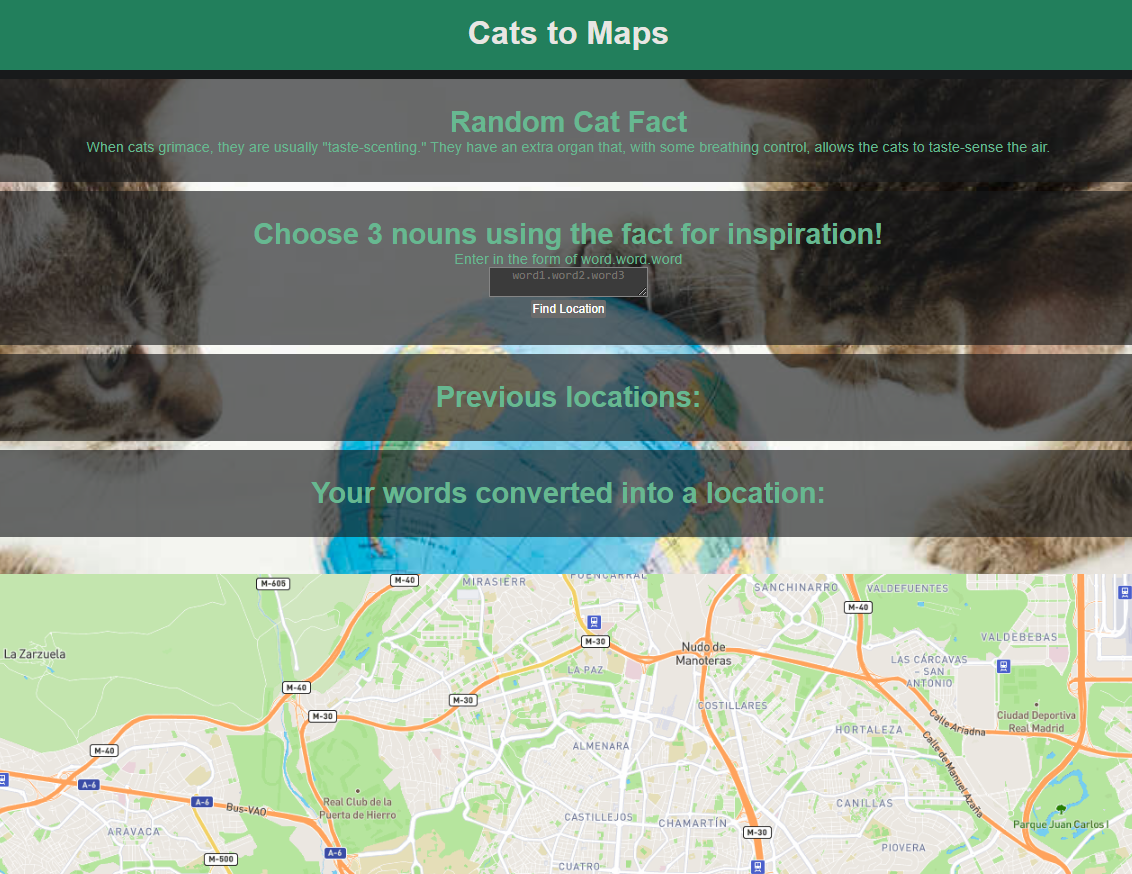 Cats to Maps
Random Cat Fact
When cats grimace, they are usually "taste-scenting." They have an extra organ that, with some breathing control, allows the cats to taste-sense the air.
Choose 3 nouns using the fact for inspiration!
Enter in the form of word.word.word
word1.word2.word3
Find Location
Previous locations:
Your words converted into a location:
M-605
M-40
MIRASIERR
FUENCARRAL
SANCHINARRO
VALDEFUENTES
M-40
M-30
VALDEBEBAS
La Zarzuela
Nudo de
Manoteras
LAS CÁRCAVAS
- SAN
ANTONIO
LA PAZ
M-40
M-30
M-30
COSTILLARES
Calle Ariadna
Ciudad Deportiva
Real Madrid
HORTALEZA
ALMENARA
M-40
Calle de Manuel Azaña
A-6
A-6
Bus-VAO
Real Club de la
Puerta de Hierro
CANILLAS
CASTILLEJOS
CHAMARTÍN
Parque Juan Carlos I
ARAVACA
M-30
PIOVERA
A-6
M-500
CUATRO